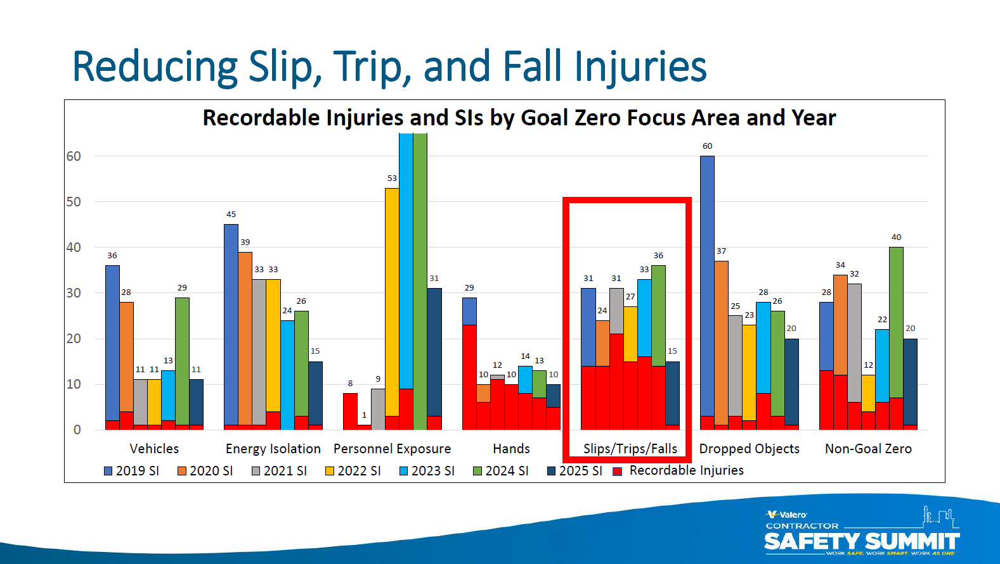 Reducing Slip, Trip, and Fall Injuries
Recordable Injuries and SIs by Goal Zero Focus Area and Year
60
50
40
30
20
10
0
36
28
11
11
13
29
11
45
39
33
33
24
26
15
8
1
9
53
31
29
10
12
10
14
13
10
31
24
31
27
33
36
15
60
37
25
23
28
26
20
28
34
32
12
22
40
20
Vehicles
Energy Isolation
Personnel Exposure
Hands
Slips/Trips/Falls
Dropped Objects
Non-Goal Zero
2019 SI
2020 SI
2021 SI
2022 SI
2023 SI
2024 SI
2025 SI
Recordable Injuries
Valero
CONTRACTOR
SAFETY SUMMIT
WORK SAFE. WORK SMART. WORK AS ONE